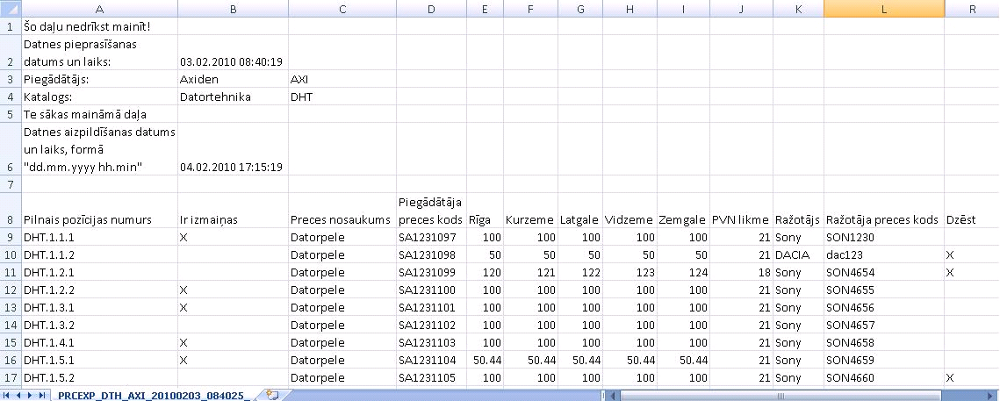 A B C D E F G H I J K L R
1 Šo daļu nedrīkst mainīt!
Datnes pieprasīšanas
2 datums un laiks: 03.02.2010 08:40:19
3 Piegādātājs: Axiden AXI
4 Katalogs: Datortehnika DHT
5 Te sākas maināmā daļa
Datnes aizpildīšanas datums
un laiks, formā
6 "dd.mm.yyyy hh.min" 04.02.2010 17:15:19
7
Piegādātāja
8 Pilnais pozīcijas numurs Ir izmaiņas Preces nosaukums preces kods Rīga Kurzeme Latgale Vidzeme Zemgale PVN likme Ražotājs Ražotāja preces kods Dzēst
9 DHT.1.1.1 X Datorpele SA1231097 100 100 100 100 100 21 Sony SON1230
10 DHT.1.1.2 Datorpele SA1231098 50 50 50 50 50 21 DACIA dac123 X
11 DHT.1.2.1 Datorpele SA1231099 120 121 122 123 124 18 Sony SON4654 X
12 DHT.1.2.2 X Datorpele SA1231100 100 100 100 100 100 21 Sony SON4655
13 DHT.1.3.1 X Datorpele SA1231101 100 100 100 100 100 21 Sony SON4656
14 DHT.1.3.2 Datorpele SA1231102 100 100 100 100 100 21 Sony SON4657
15 DHT.1.4.1 X Datorpele SA1231103 100 100 100 100 100 21 Sony SON4658
16 DHT.1.5.1 X Datorpele SA1231104 50.44 50.44 50.44 50.44 50.44 21 Sony SON4659
17 DHT.1.5.2 Datorpele SA1231105 100 100 100 100 100 21 Sony SON4660 X
PRCEXP_DTH_AXI_20100203_084025_